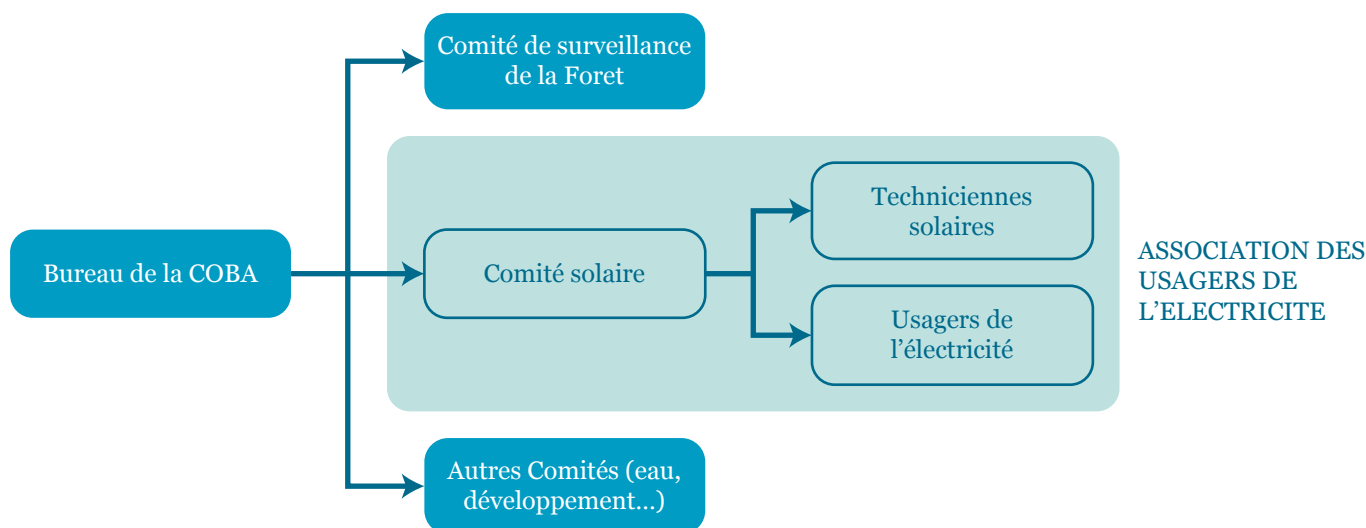 Comité de surveillance
de la Foret
Bureau de la COBA
Comité solaire
Techniciennes
solaires
Usagers de
l’électricité
ASSOCIATION DES
USAGERS DE
L’ELECTRICITE
Autres Comités (eau,
développement...)